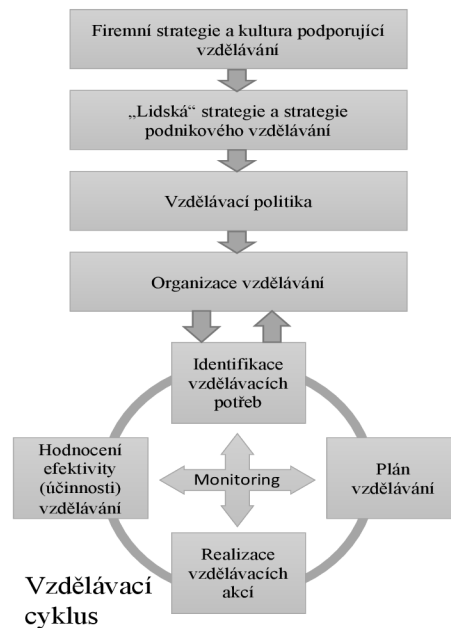 Firemní strategie a kultura podporující
vzdělávání
„Lidská“ strategie a strategie
podnikového vzdělávání
Vzdělávací politika
Organizace vzdělávání
Identifikace
vzdělávacích
potřeb
Hodnocení
efektivity
(účinnosti)
vzdělávání
Monitoring
Plán
vzdělávání
Realizace
vzdělávacích
akcí
Vzdělávací
cyklus